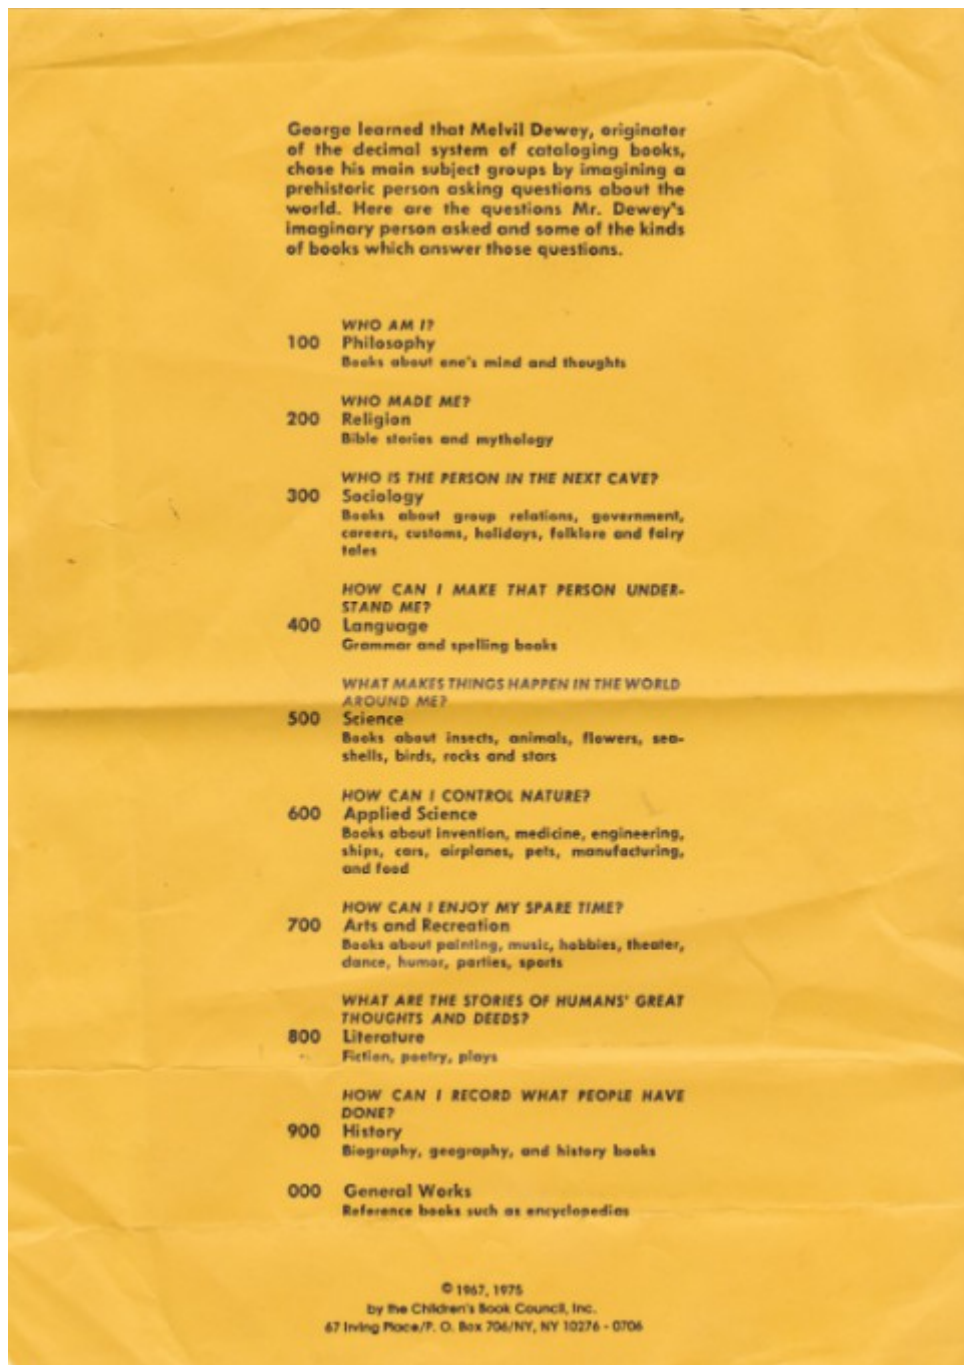 George learned that Melvil Dewey, originator
of the decimal system of cataloging books,
chose his main subject groups by imagining a
prehistoric person asking questions about the
world. Here are the questions Mr. Dewey's
imaginary person asked and some of the kinds
of books which answer those questions.
WHO AM I?
100 Philosophy
Books about one's mind and thoughts
WHO MADE ME?
200 Religion
Bible stories and mythology
WHO IS THE PERSON IN THE NEXT CAVE?
300 Sociology
Books about group relations, government,
careers, customs, holidays, folklore and fairy
tales
HOW CAN I MAKE THAT PERSON UNDER-
STAND ME?
400 Language
Grammar and spelling books
WHAT MAKES THINGS HAPPEN IN THE WORLD
AROUND ME?
500 Science
Books about insects, animals, flowers, sea-
shells, birds, rocks and stars
HOW CAN I CONTROL NATURE?
600 Applied Science
Books about invention, medicine, engineering,
ships, cars, airplanes, pets, manufacturing,
and food
HOW CAN I ENJOY MY SPARE TIME?
700 Arts and Recreation
Books about painting, music, hobbies, theater,
dance, humor, parties, sports
WHAT ARE THE STORIES OF HUMANS' GREAT
THOUGHTS AND DEEDS?
800 Literature
Fiction, poetry, plays
HOW CAN I RECORD WHAT PEOPLE HAVE
DONE?
900 History
Biography, geography, and history books
000 General Works
Reference books such as encyclopedias
© 1967, 1975
by the Children's Book Council, Inc.
67 Irving Place/P. O. Box 706/NY, NY 10276 - 0706